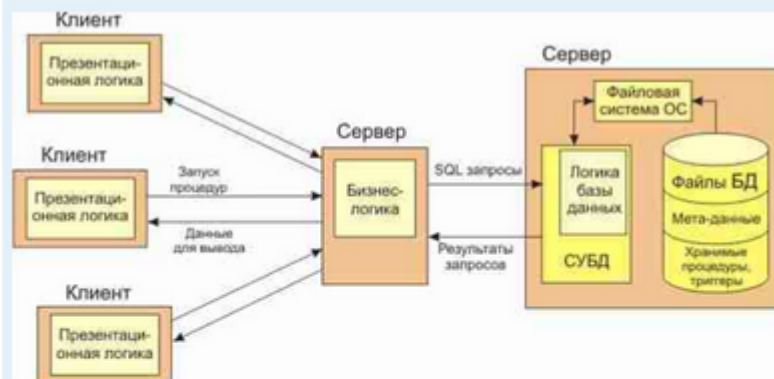 Клиент
Презентаци-
онная логика
Клиент
Презентаци-
онная логика
Клиент
Презентаци-
онная логика
Запуск
процедур
Данные
для вывода
Сервер
Бизнес-
логика
SQL запросы
Результаты
запросов
Сервер
Файловая
система ОС
Логика
базы
данных
СУБД
Файлы БД
Мета-данные
Хранимые
процедуры,
триггеры